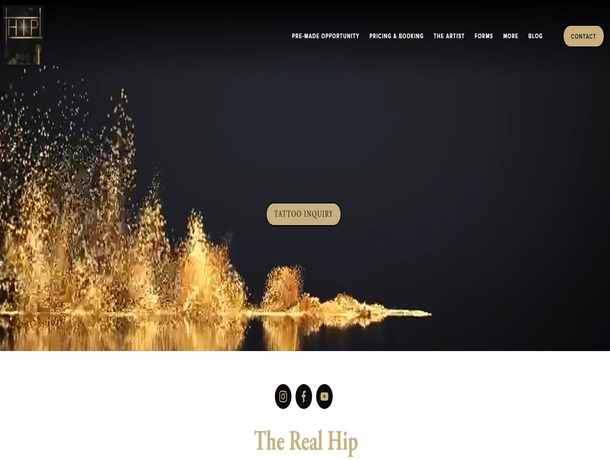 HIP
PRE-MADE OPPORTUNITY PRICING & BOOKING THE ARTIST FORMS MORE BLOG CONTACT
TATTOO INQUIRY
The Real Hip